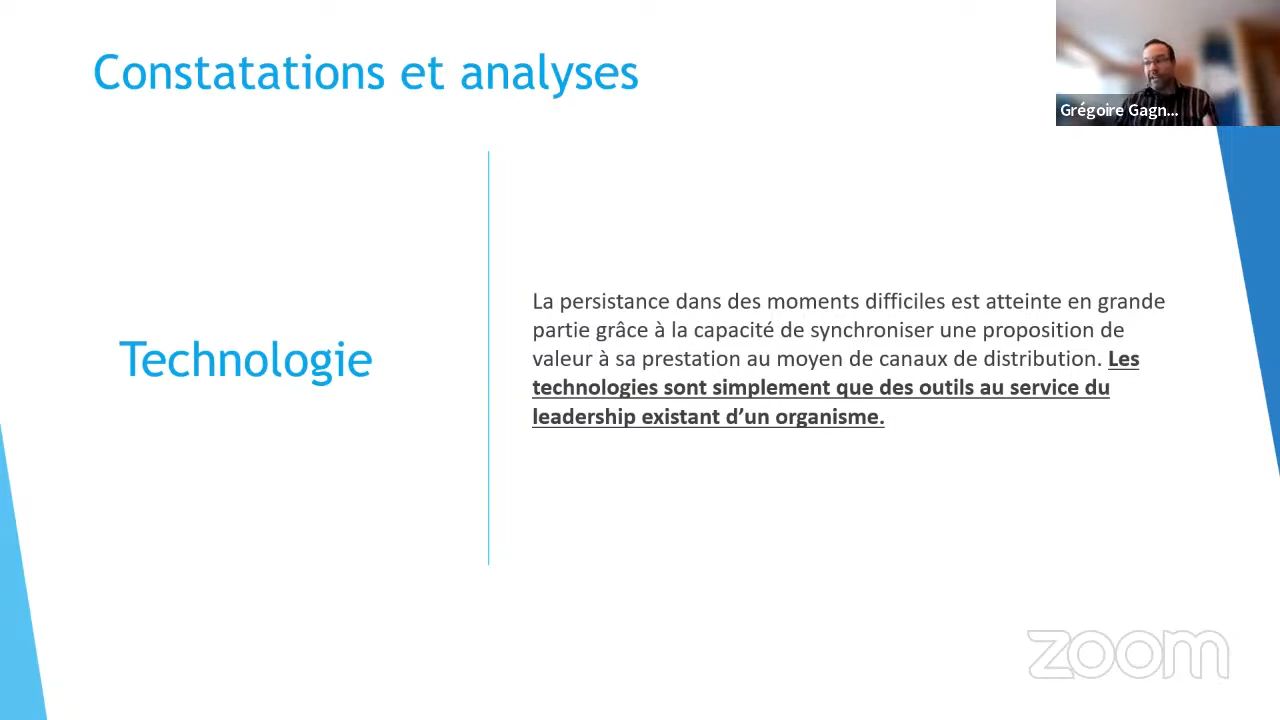 Constatations et analyses
Grégoire Gagn...
Technologie
La persistance dans des moments difficiles est atteinte en grande
partie grâce à la capacité de synchroniser une proposition de
valeur à sa prestation au moyen de canaux de distribution. Les
technologies sont simplement que des outils au service du
leadership existant d’un organisme.
zoom